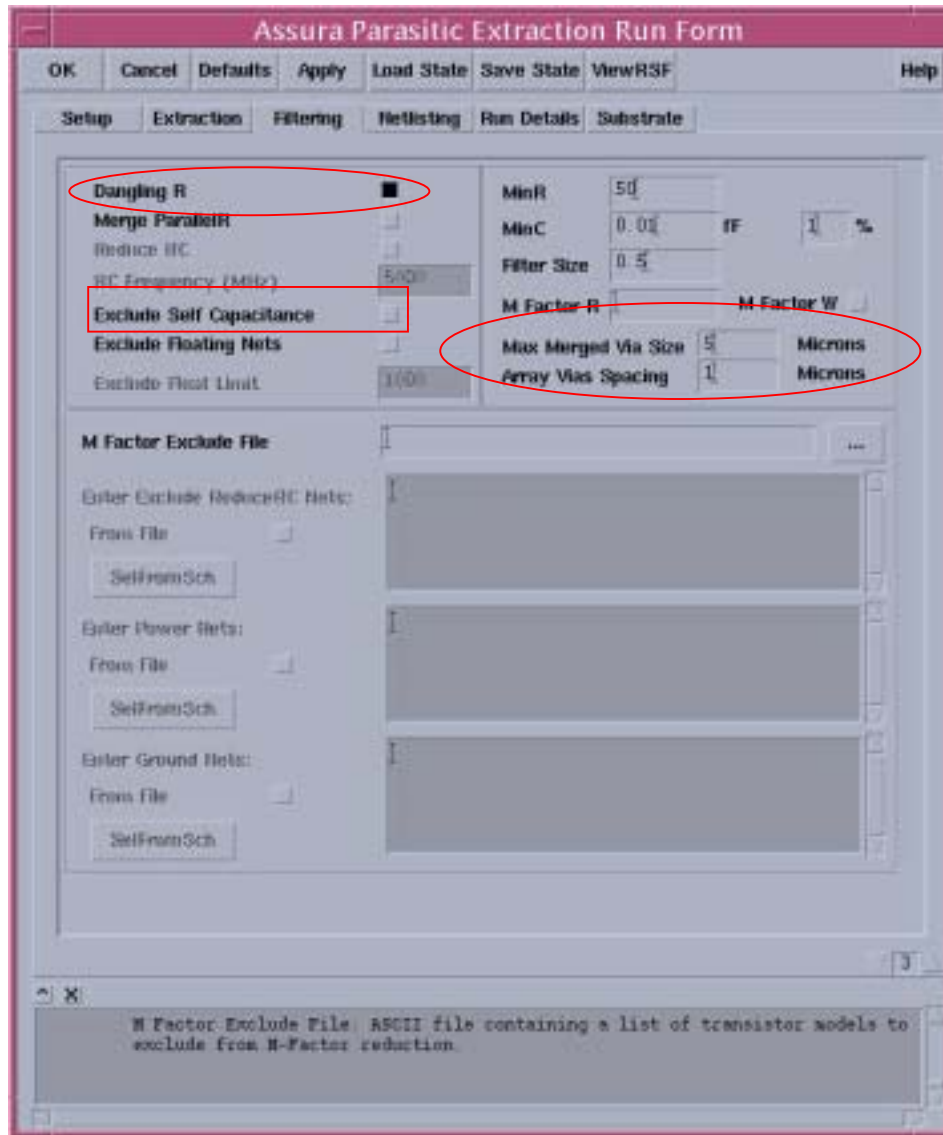 Assura Parasitic Extraction Run Form
OK Cancel Defaults Apply Load State Save State ViewRSF Help
Setup Extraction Filtering Netlisting Run Details Substrate
Dangling R
Merge ParallelR
Reduce RC
RC Frequency (MHz) 5000
Exclude Self Capacitance
Exclude Floating Nets
Exclude Float Limit 1000
MinR 50
MinC 0.01 fF 1 %
Filter Size 0.5
M Factor R M Factor W
Max Merged Via Size 5 Microns
Array Vias Spacing 1 Microns
M Factor Exclude File ...
Enter Exclude ReduceRC Nets:
From File
SelFromSch
Enter Power Nets:
From File
SelFromSch
Enter Ground Nets:
From File
SelFromSch
3
M Factor Exclude File: ASCII file containing a list of transistor models to
exclude from M-Factor reduction.